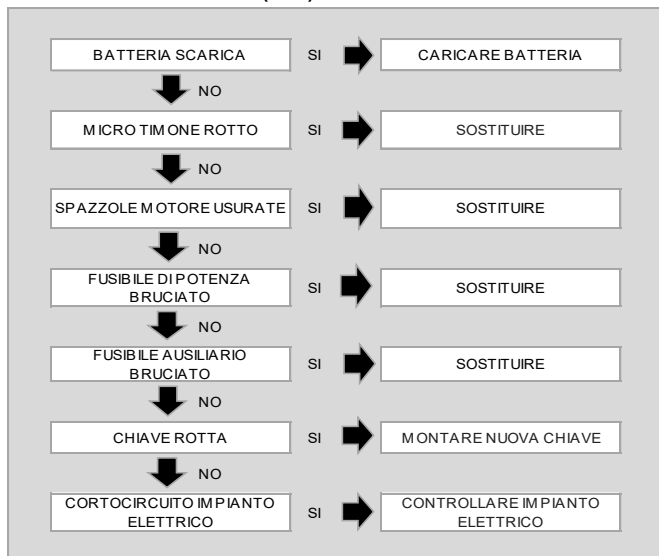 BATTERIA SCARICA SI CARICARE BATTERIA
NO
MICRO TIMONE ROTTO SI SOSTITUIRE
NO
SPAZZOLE MOTORE USURATE SI SOSTITUIRE
NO
FUSIBILE DI POTENZA
BRUCIATO
SI SOSTITUIRE
NO
FUSIBILE AUSILIARIO
BRUCIATO
SI SOSTITUIRE
NO
CHIAVE ROTTA SI MONTARE NUOVA CHIAVE
NO
CORTOCIRCUITO IMPIANTO
ELETTRICO
SI
CONTROLLARE IMPIANTO
ELETTRICO